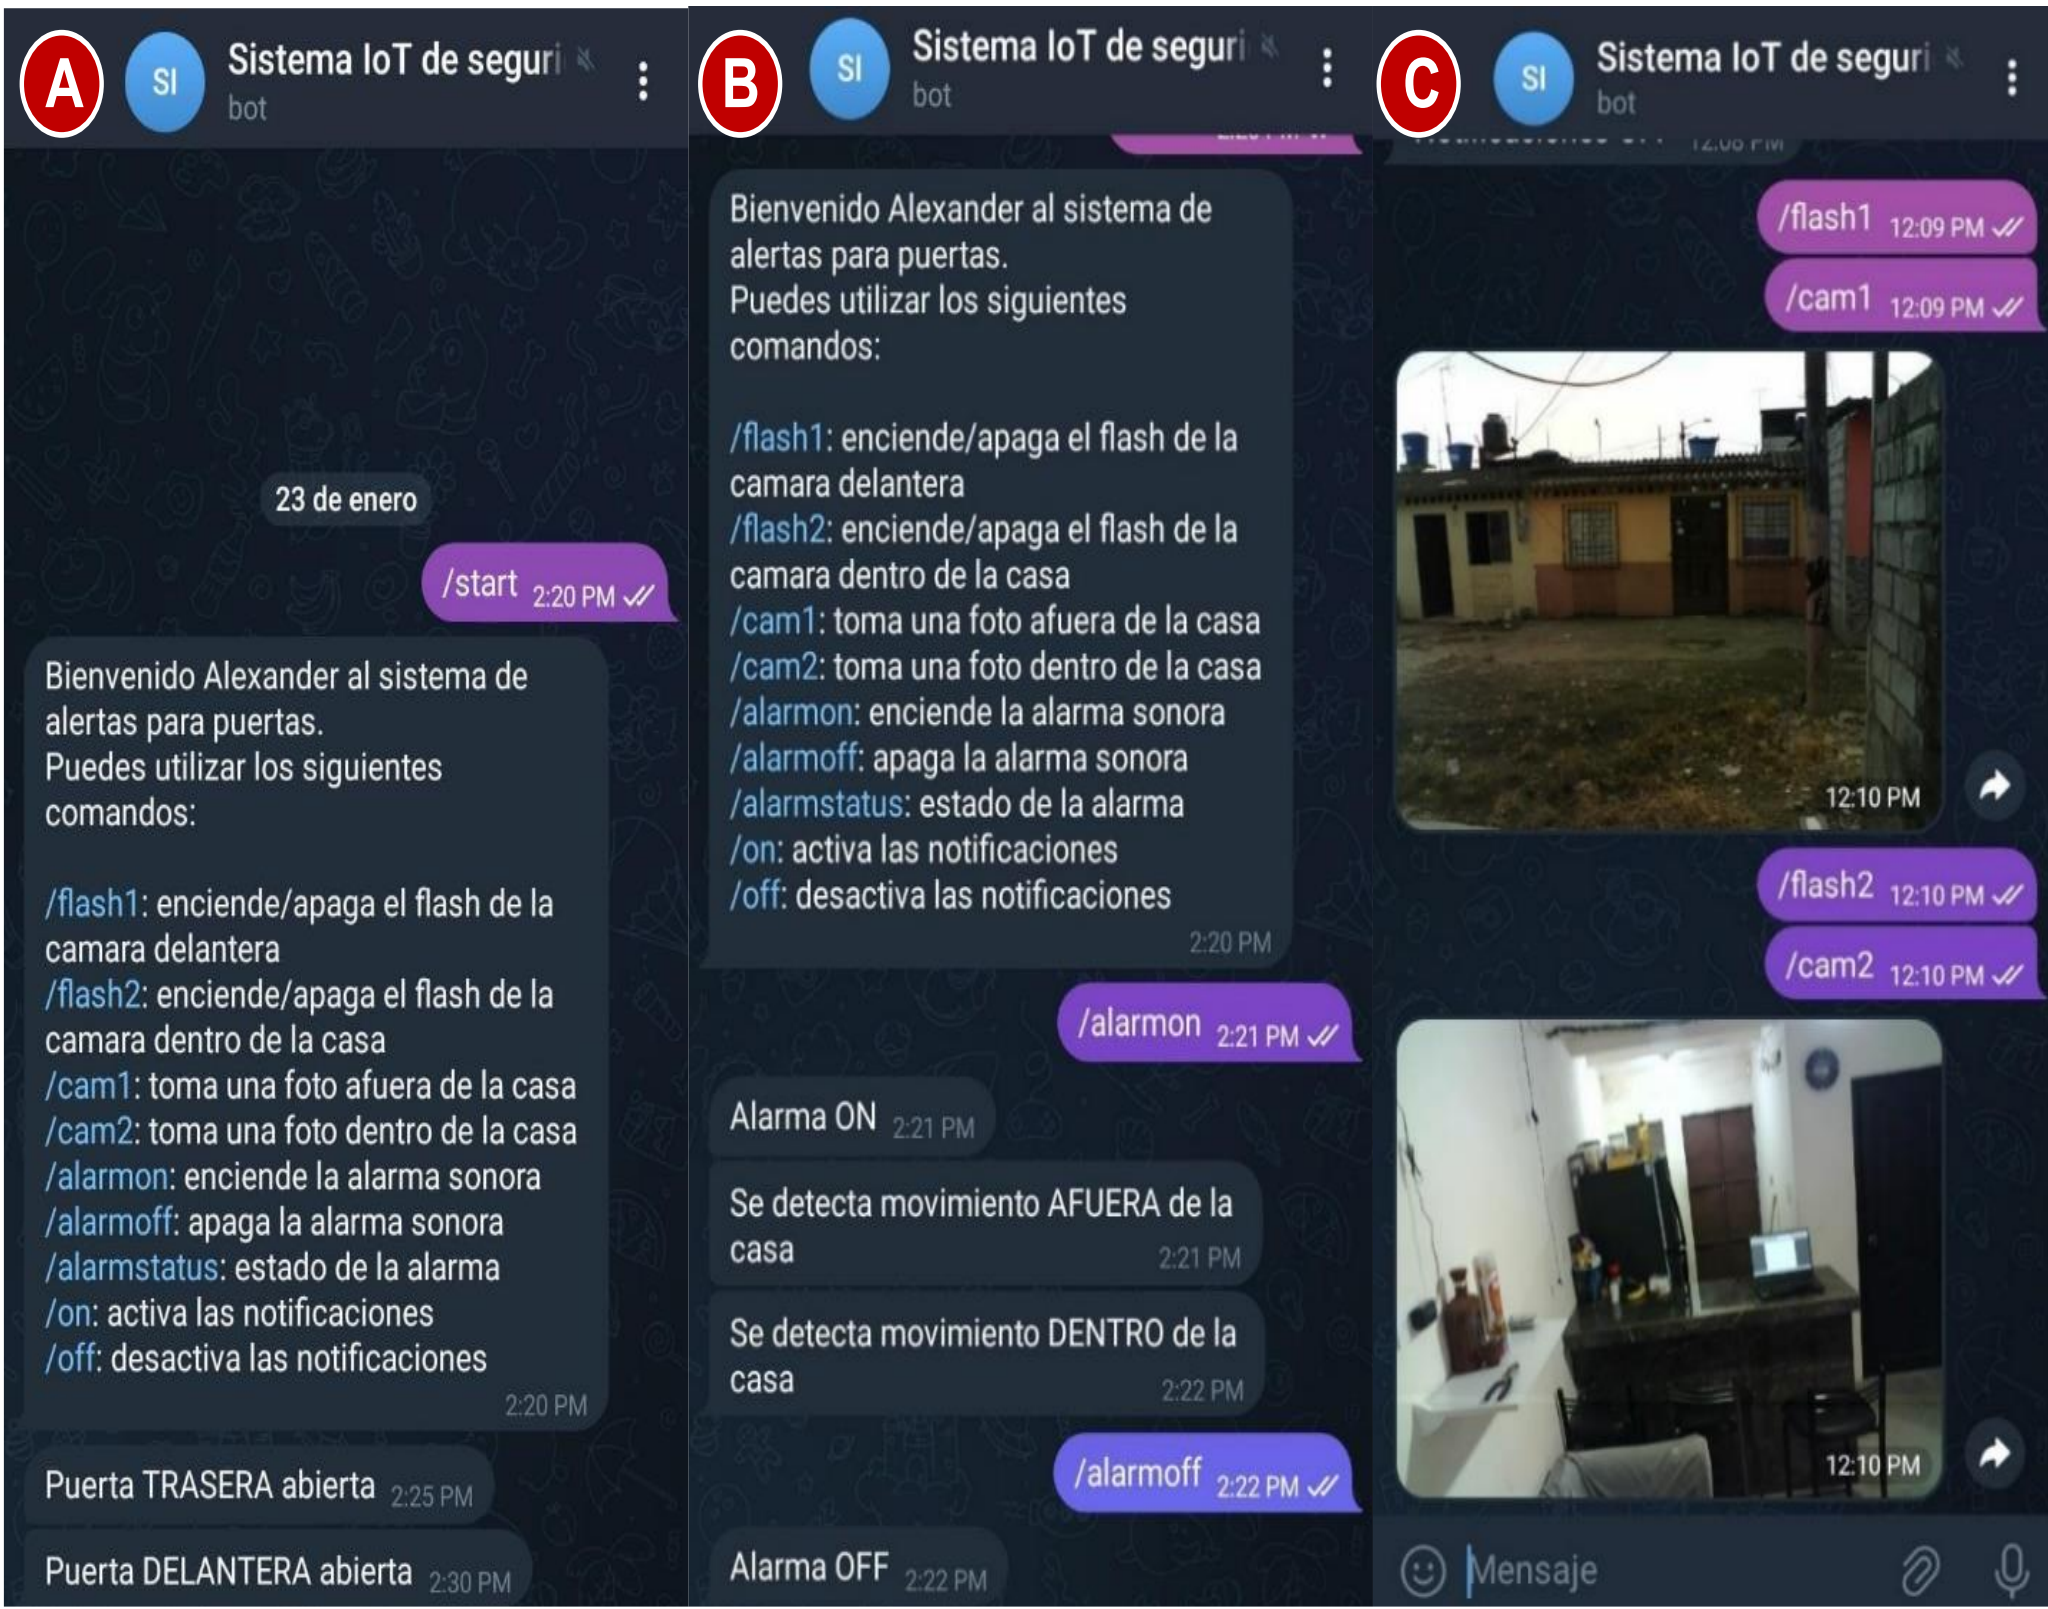 A
SI
Sistema IoT de seguri
bot
23 de enero
/start 2:20 PM
Bienvenido Alexander al sistema de
alertas para puertas.
Puedes utilizar los siguientes
comandos:
/flash1: enciende/apaga el flash de la
camara delantera
/flash2: enciende/apaga el flash de la
camara dentro de la casa
/cam1: toma una foto afuera de la casa
/cam2: toma una foto dentro de la casa
/alarmon: enciende la alarma sonora
/alarmoff: apaga la alarma sonora
/alarmstatus: estado de la alarma
/on: activa las notificaciones
/off: desactiva las notificaciones
2:20 PM
Puerta TRASERA abierta 2:25 PM
Puerta DELANTERA abierta 2:30 PM
B
SI
Sistema IoT de seguri
bot
Bienvenido Alexander al sistema de
alertas para puertas.
Puedes utilizar los siguientes
comandos:
/flash1: enciende/apaga el flash de la
camara delantera
/flash2: enciende/apaga el flash de la
camara dentro de la casa
/cam1: toma una foto afuera de la casa
/cam2: toma una foto dentro de la casa
/alarmon: enciende la alarma sonora
/alarmoff: apaga la alarma sonora
/alarmstatus: estado de la alarma
/on: activa las notificaciones
/off: desactiva las notificaciones
2:20 PM
/alarmon 2:21 PM
Alarma ON 2:21 PM
Se detecta movimiento AFUERA de la
casa 2:21 PM
Se detecta movimiento DENTRO de la
casa 2:22 PM
/alarmoff 2:22 PM
Alarma OFF 2:22 PM
C
SI
Sistema IoT de seguri
bot
12:08 PM
/flash1 12:09 PM
/cam1 12:09 PM
12:10 PM
/flash2 12:10 PM
/cam2 12:10 PM
12:10 PM
Mensaje